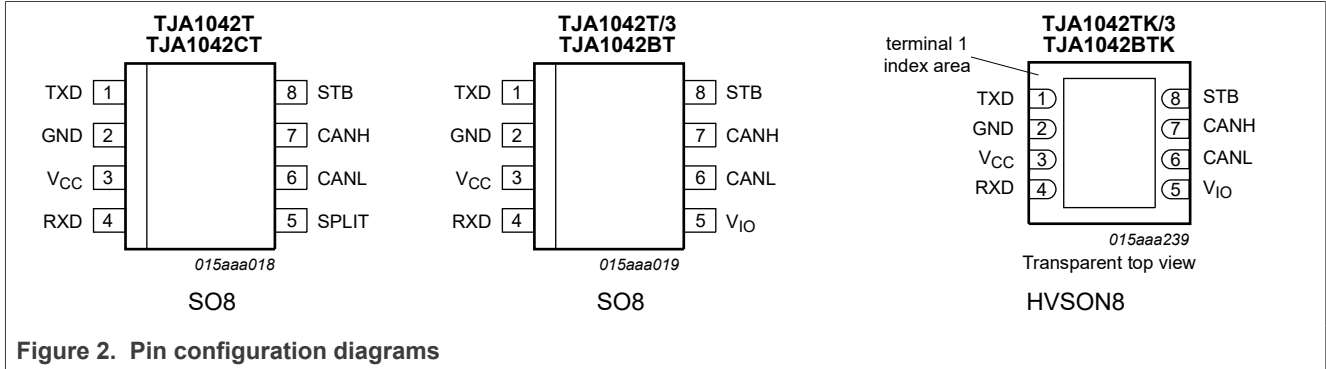 TJA1042T
TJA1042CT
TXD 1 8 STB
GND 2 7 CANH
VCC 3 6 CANL
RXD 4 5 SPLIT
015aaa018
SO8
TJA1042T/3
TJA1042BT
TXD 1 8 STB
GND 2 7 CANH
VCC 3 6 CANL
RXD 4 5 VIO
015aaa019
SO8
TJA1042TK/3
TJA1042BTK
terminal 1
index area
TXD 1 8 STB
GND 2 7 CANH
VCC 3 6 CANL
RXD 4 5 VIO
015aaa239
Transparent top view
HVSON8
Figure 2. Pin configuration diagrams